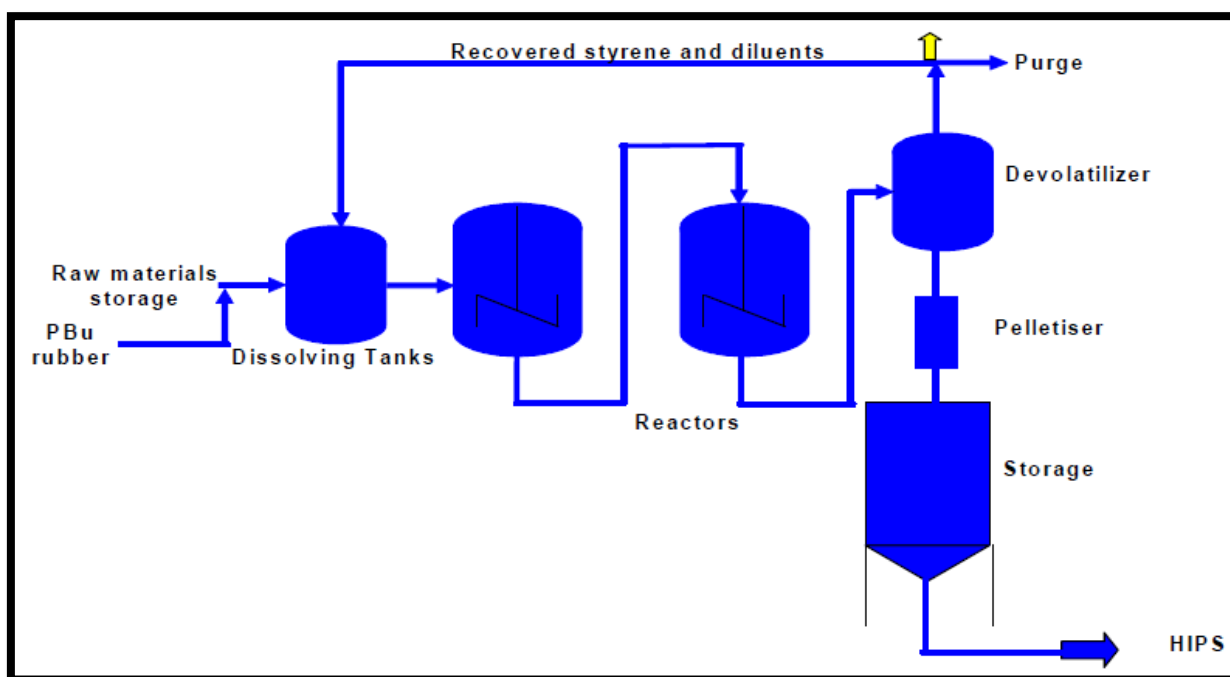 Recovered styrene and diluents
Purge
Devolatilizer
Raw materials
storage
PBu
rubber
Dissolving Tanks
Pelletiser
Reactors
Storage
HIPS